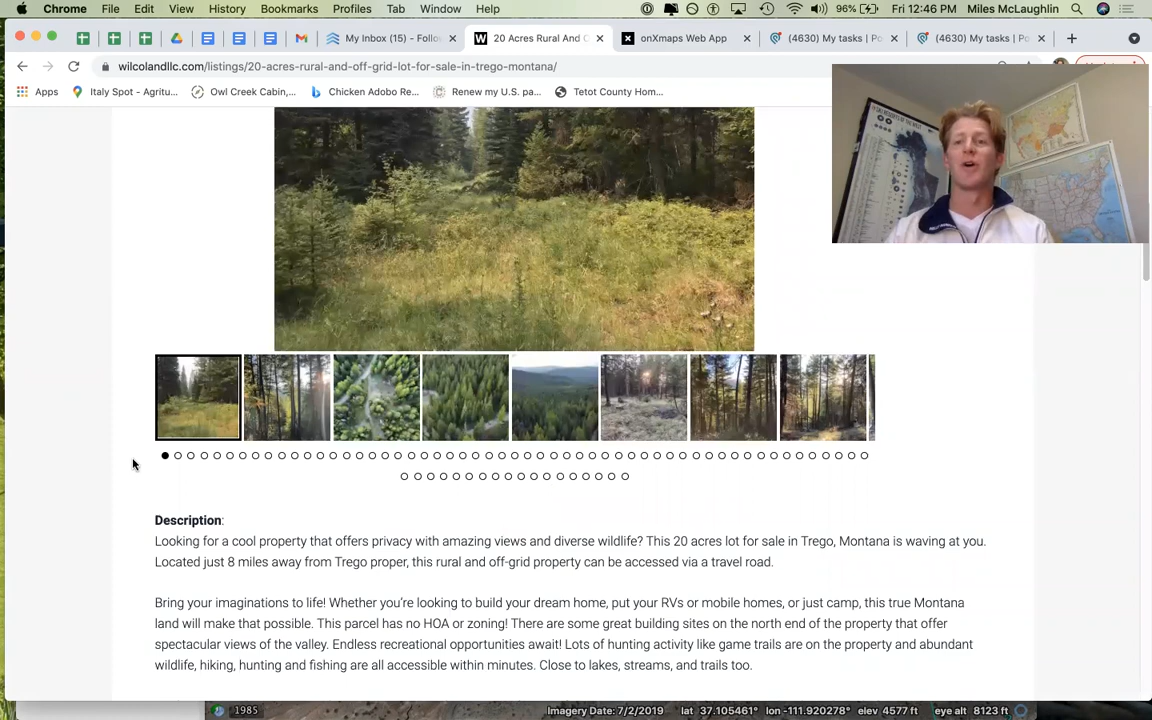 Chrome File Edit View History Bookmarks Profiles Tab Window Help 96% Fri 12:46 PM Miles McLaughlin
My Inbox (15) - Follo 20 Acres Rural And O onXmaps Web App (4630) My tasks | Po (4630) My tasks | Po
wilcolandllc.com/listings/20-acres-rural-and-off-grid-lot-for-sale-in-trego-montana/
Apps Italy Spot - Agritu... Owl Creek Cabin,... Chicken Adobo Re... Renew my U.S. pa... Tetot County Hom...
Description:
Looking for a cool property that offers privacy with amazing views and diverse wildlife? This 20 acres lot for sale in Trego, Montana is waving at you.
Located just 8 miles away from Trego proper, this rural and off-grid property can be accessed via a travel road.
Bring your imaginations to life! Whether you're looking to build your dream home, put your RVs or mobile homes, or just camp, this true Montana
land will make that possible. This parcel has no HOA or zoning! There are some great building sites on the north end of the property that offer
spectacular views of the valley. Endless recreational opportunities await! Lots of hunting activity like game trails are on the property and abundant
wildlife, hiking, hunting and fishing are all accessible within minutes. Close to lakes, streams, and trails too.
1985 Imagery Date: 7/2/2019 lat 37.105461° lon -111.920278° elev 4577 ft eye alt 8123 ft